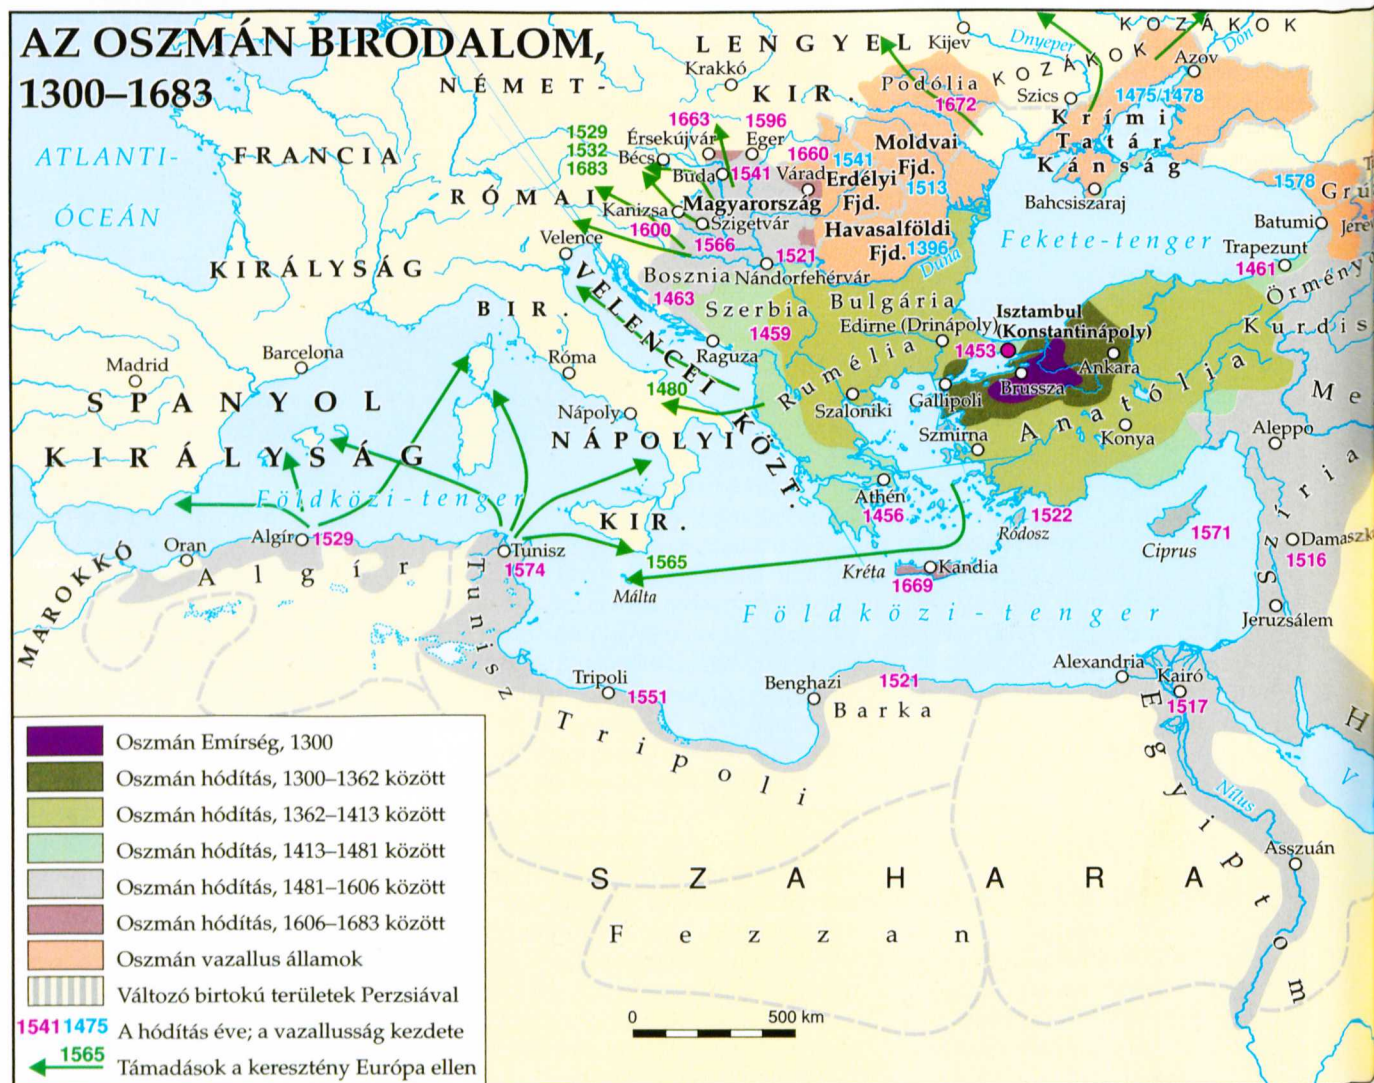 AZ OSZMÁN BIRODALOM,
1300–1683
LENGYEL
KIR.
Kijev
Dnyeper
KOZÁKOK
KOZÁKOK
Don
Azov
1475/1478
Szics
Krími
Tatár
Kánság
Bahcsiszaraj
Krakkó
Podólia
1672
NÉMET-
RÓMAI
BIR.
ATLANTI-
ÓCEÁN
FRANCIA
KIRÁLYSÁG
1529
1532
1683
Bécs
1663
Érsekújvár
1596
Eger
Buda
1541
1660
Várad
1541
Erdélyi
Fjd.
Moldvai
Fjd.
1513
Magyarország
Kanizsa
1600
Szigetvár
1566
Havasalföldi
Fjd.
1396
Duna
1521
Nándorfehérvár
Velence
VELENCEI KÖZT.
Bosznia
1463
Szerbia
1459
Raguza
Bulgária
Edirne (Drinápoly)
Rumélia
Fekete-tenger
1578
Batumi
Trapezunt
1461
Isztambul
(Konstantinápoly)
1453
Ankara
Brussza
Gallipoli
Anatólia
Konya
Szmirna
Szaloniki
Athén
1456
1522
Ródosz
Ciprus
1571
Kréta
Kandia
1669
Aleppo
Szíria
1516
Jeruzsálem
Madrid
Barcelona
SPANYOL
KIRÁLYSÁG
Róma
Nápoly
1480
NÁPOLYI
KIR.
Földközi-tenger
MAROKKÓ
Oran
Algír
1529
Algír
Tunisz
1574
Tunisz
1565
Málta
Földközi-tenger
Tripoli
1551
Tripoli
Benghazi
1521
Barka
Alexandria
Kairó
1517
Egyiptom
Nílus
Asszuán
SZAHARA
Fezzan
0 500 km
Oszmán Emírség, 1300
Oszmán hódítás, 1300–1362 között
Oszmán hódítás, 1362–1413 között
Oszmán hódítás, 1413–1481 között
Oszmán hódítás, 1481–1606 között
Oszmán hódítás, 1606–1683 között
Oszmán vazallus államok
Változó birtokú területek Perzsiával
1541 1475 A hódítás éve; a vazallusság kezdete
1565 Támadások a keresztény Európa ellen